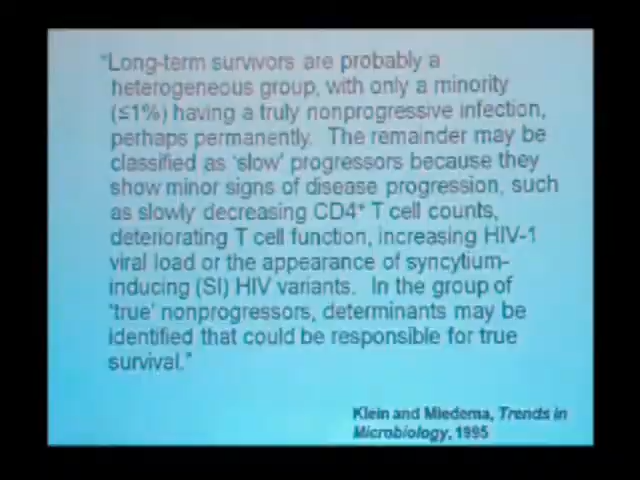 "Long-term survivors are probably a
heterogeneous group, with only a minority
(≤1%) having a truly nonprogressive infection,
perhaps permanently. The remainder may be
classified as 'slow' progressors because they
show minor signs of disease progression, such
as slowly decreasing CD4+ T cell counts,
deteriorating T cell function, increasing HIV-1
viral load or the appearance of syncytium-
inducing (SI) HIV variants. In the group of
'true' nonprogressors, determinants may be
identified that could be responsible for true
survival."
Klein and Miedema, Trends in
Microbiology, 1995